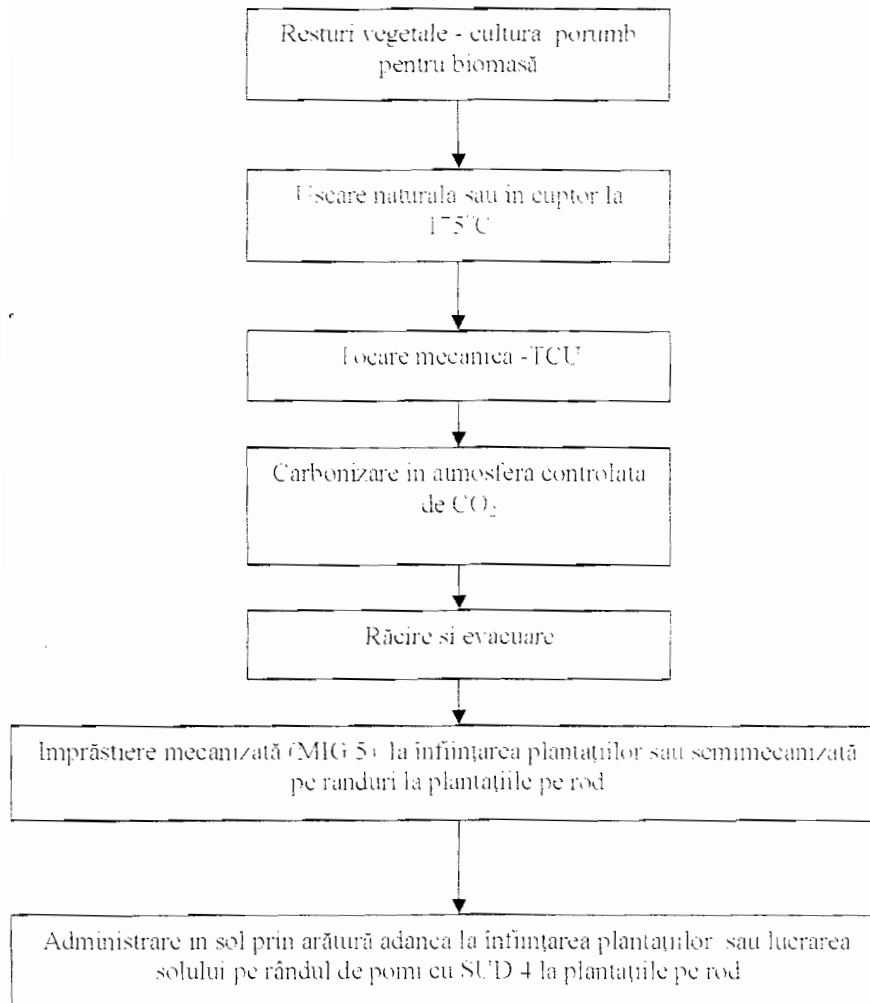 Resturi vegetale - cultura porumb
pentru biomasă
Uscare naturala sau in cuptor la
175°C
Tocare mecanica -TCU
Carbonizare in atmosfera controlata
de CO₂
Răcire si evacuare
Imprăstiere mecanizată (MIG 5) la înființarea plantațiilor sau semimecanizată
pe randuri la plantațiile pe rod
Administrare in sol prin arătură adanca la înființarea plantațiilor sau lucrarea
solului pe rândul de pomi cu SUD 4 la plantațiile pe rod